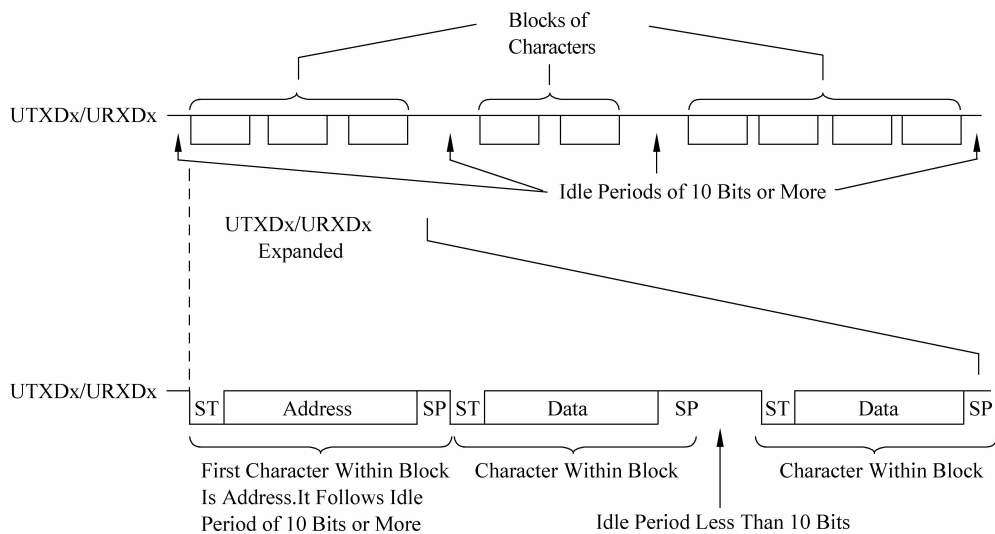 Blocks of
Characters
UTXDx/URXDx
Idle Periods of 10 Bits or More
UTXDx/URXDx
Expanded
UTXDx/URXDx
ST
Address
SP
ST
Data
SP
ST
Data
SP
First Character Within Block
Is Address.It Follows Idle
Period of 10 Bits or More
Character Within Block
Character Within Block
Idle Period Less Than 10 Bits